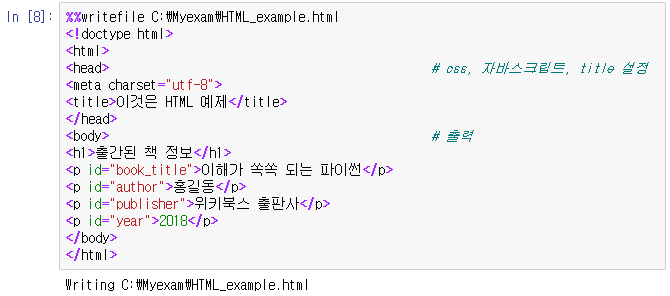 In [8]: %%writefile C:\Myexam\HTML_example.html
<!doctype html>
<html>
<head> # css, 자바스크립트, title 설정
<meta charset="utf-8">
<title>이것은 HTML 예제</title>
</head>
<body> # 출력
<h1>출간된 책 정보</h1>
<p id="book_title">이해가 쏙쏙 되는 파이썬</p>
<p id="author">홍길동</p>
<p id="publisher">위키북스 출판사</p>
<p id="year">2018</p>
</body>
</html>
Writing C:\Myexam\HTML_example.html